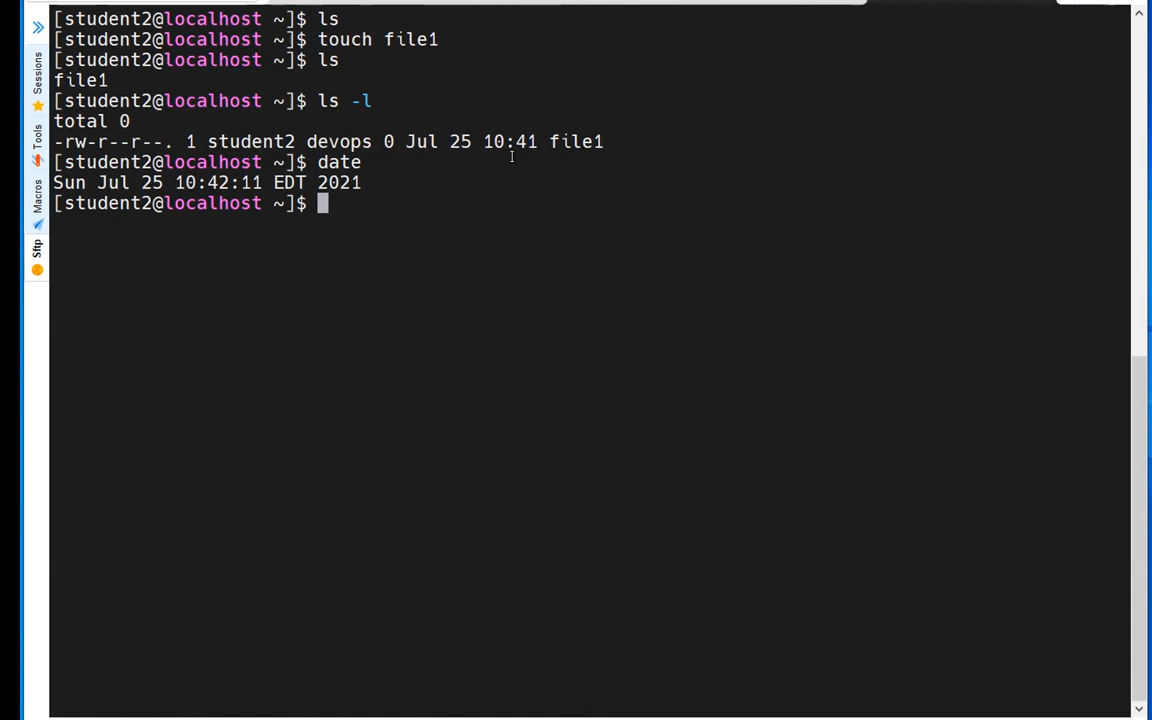 [student2@localhost ~]$ ls
[student2@localhost ~]$ touch file1
[student2@localhost ~]$ ls
file1
[student2@localhost ~]$ ls -l
total 0
-rw-r--r--. 1 student2 devops 0 Jul 25 10:41 file1
[student2@localhost ~]$ date
Sun Jul 25 10:42:11 EDT 2021
[student2@localhost ~]$
Sessions
Tools
Macros
Sftp